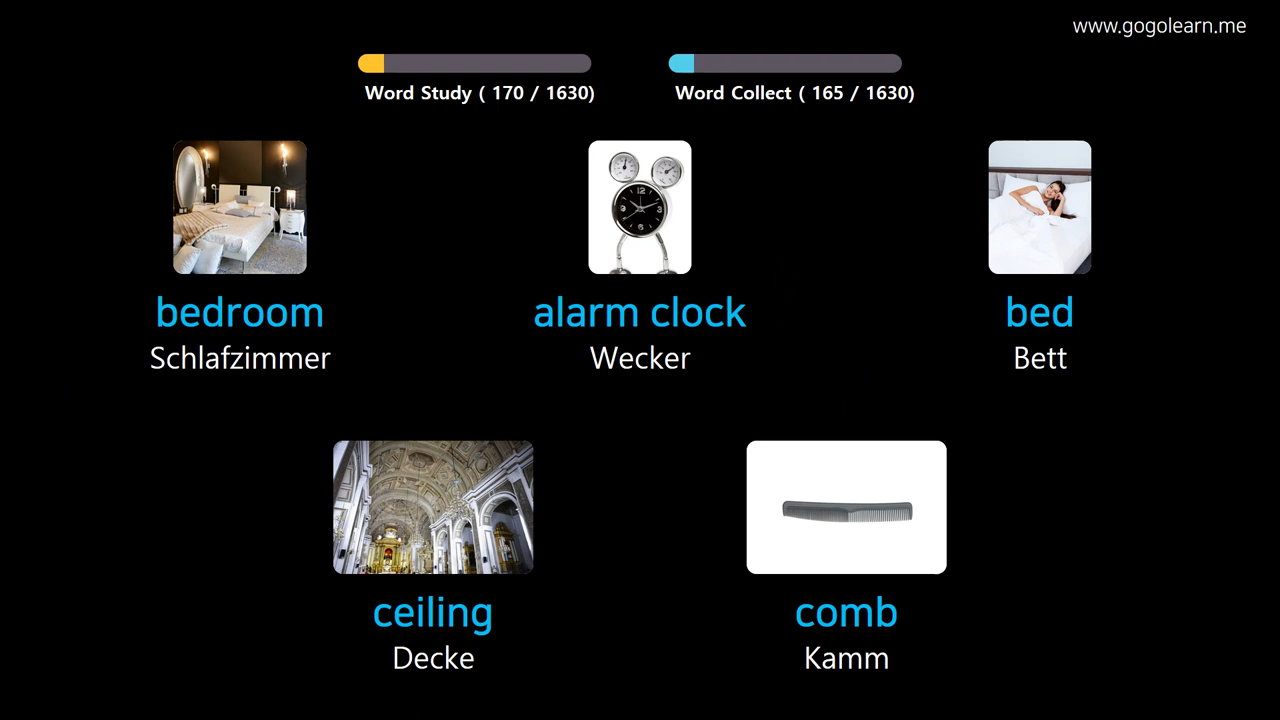 www.gogolearn.me
Word Study ( 170 / 1630)
Word Collect ( 165 / 1630)
bedroom
Schlafzimmer
alarm clock
Wecker
bed
Bett
ceiling
Decke
comb
Kamm